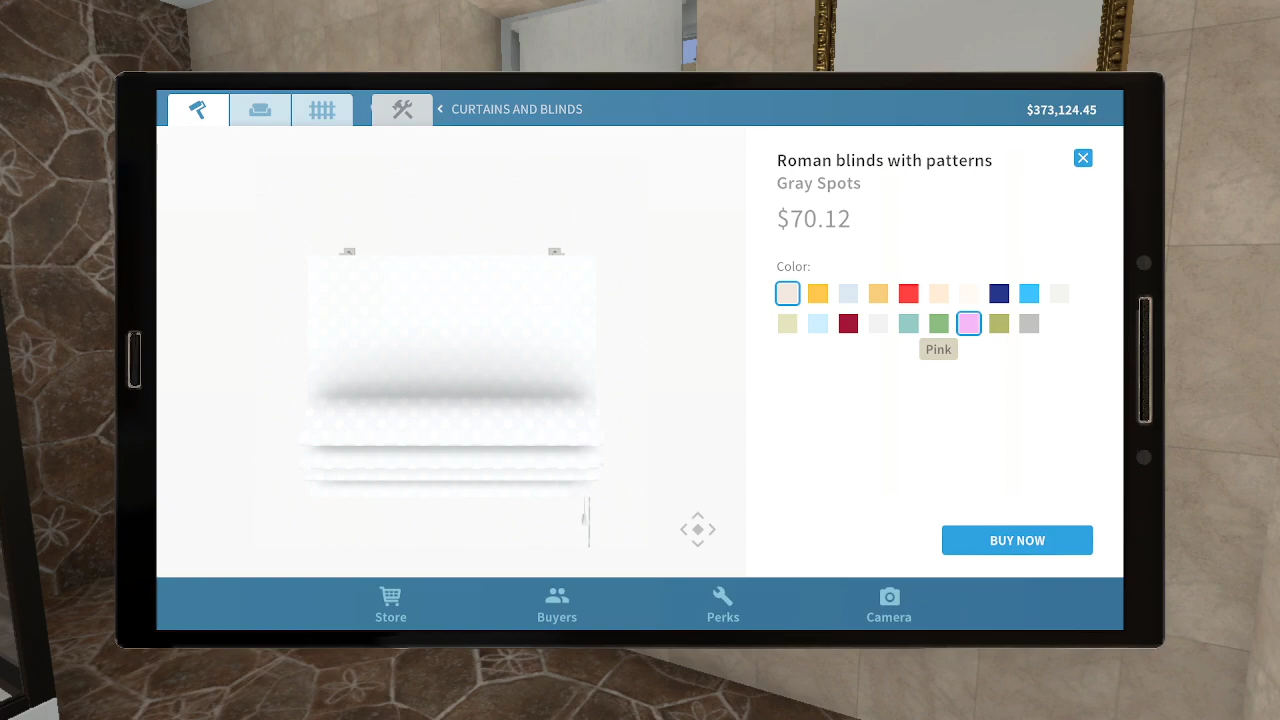 CURTAINS AND BLINDS
$373,124.45
Roman blinds with patterns
Gray Spots
$70.12
Color:
Pink
BUY NOW
Store
Buyers
Perks
Camera